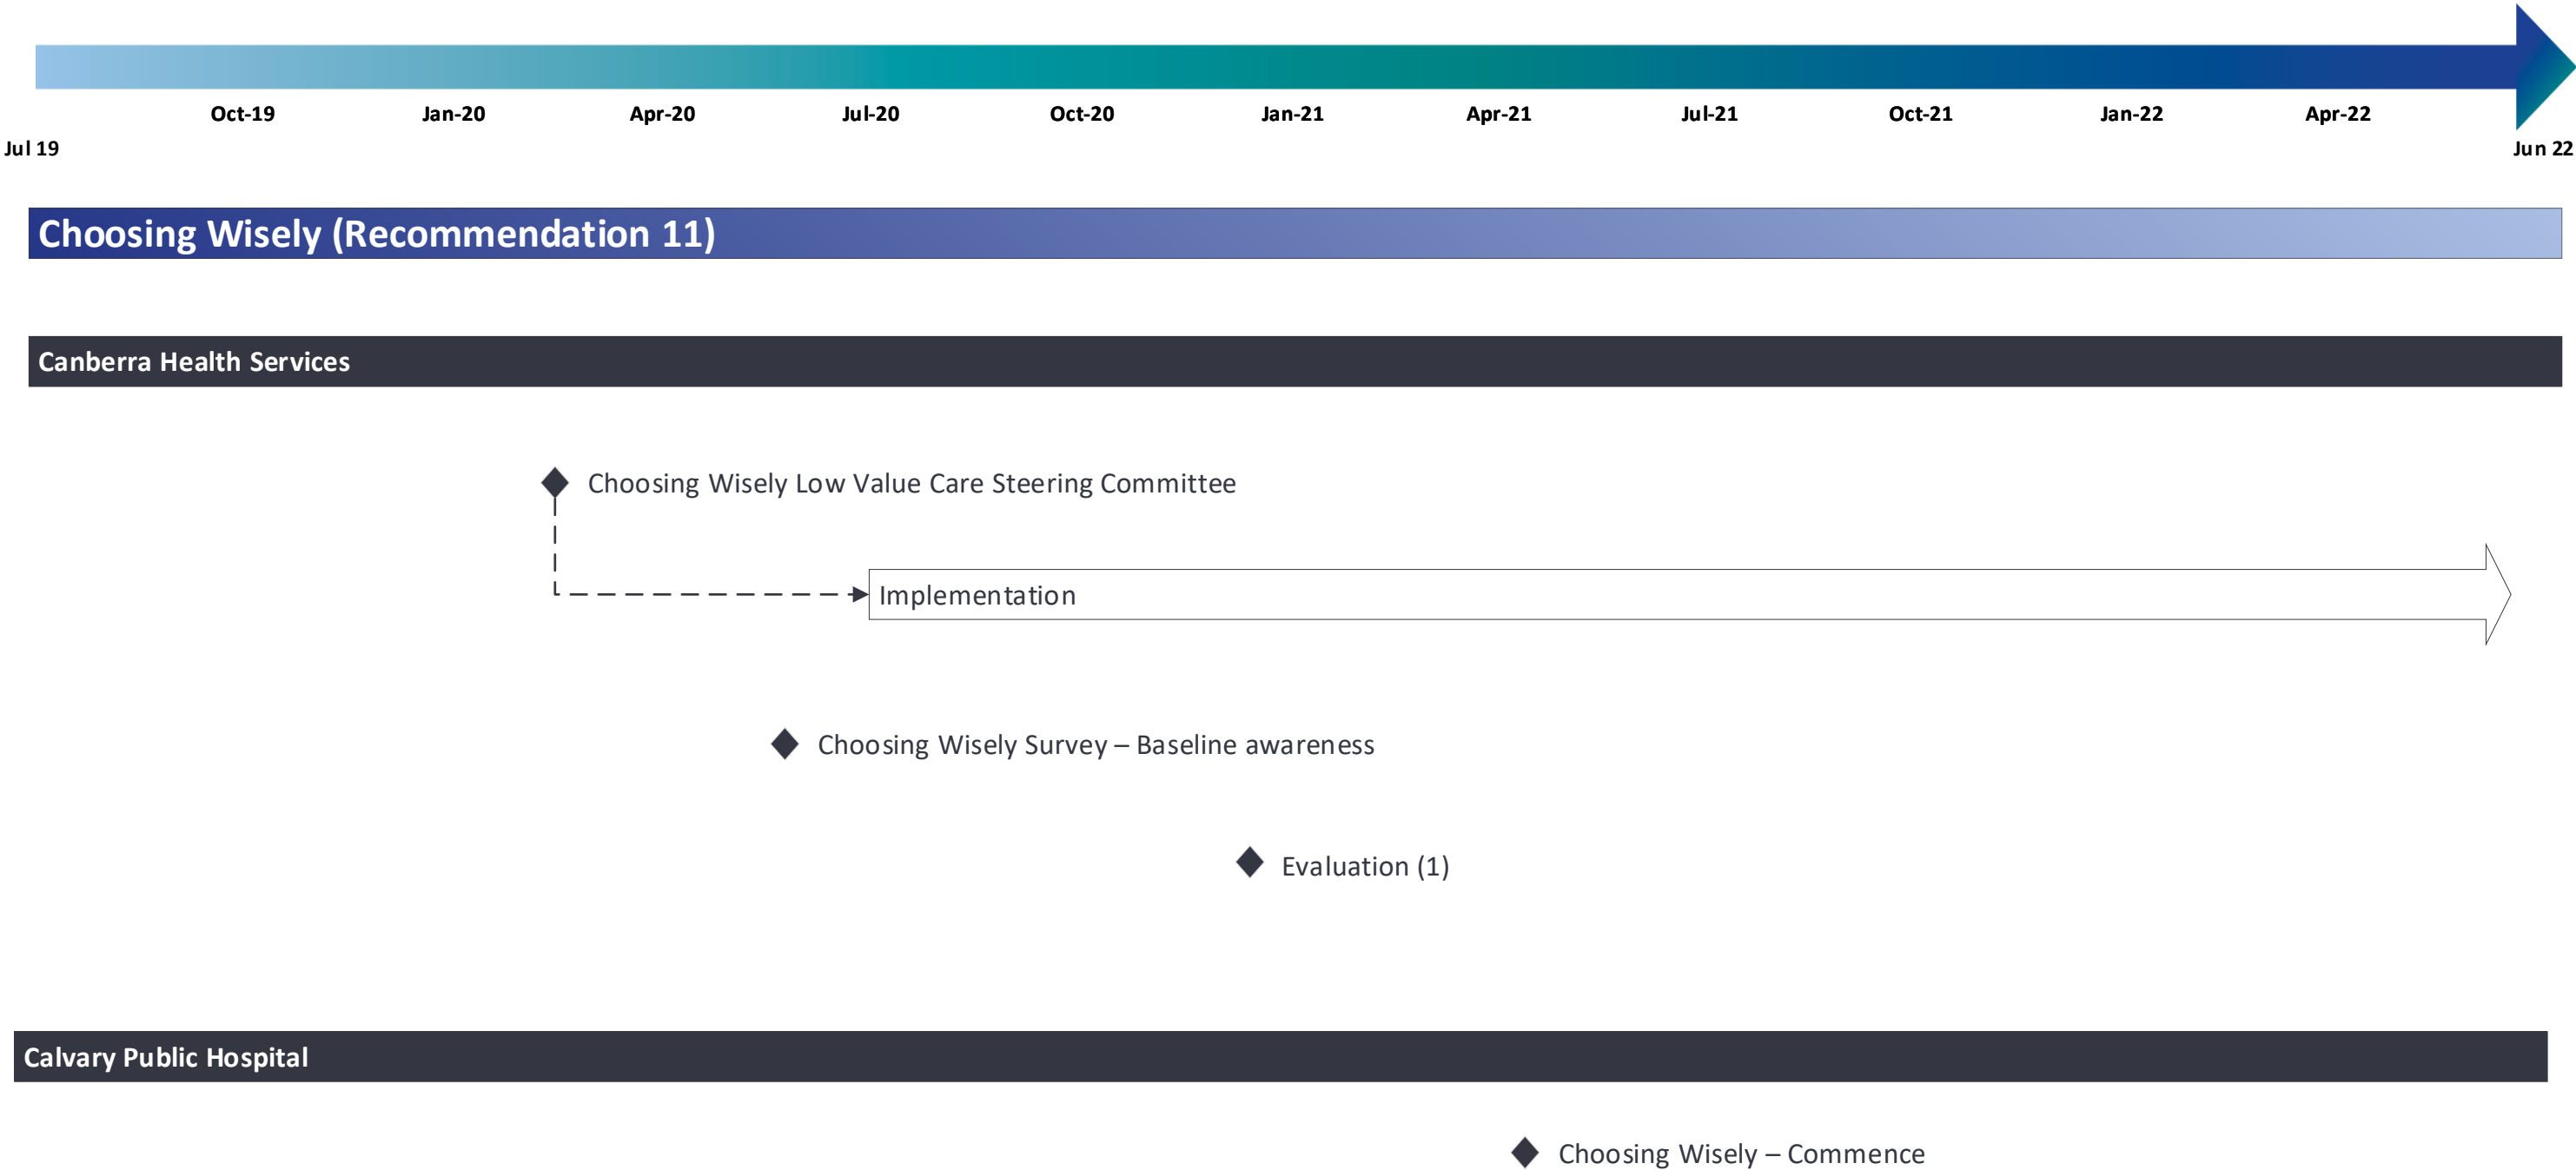 Oct-19 Jan-20 Apr-20 Jul-20 Oct-20 Jan-21 Apr-21 Jul-21 Oct-21 Jan-22 Apr-22
Jul 19 Jun 22
Choosing Wisely (Recommendation 11)
Canberra Health Services
Choosing Wisely Low Value Care Steering Committee
Implementation
Choosing Wisely Survey – Baseline awareness
Evaluation (1)
Calvary Public Hospital
Choosing Wisely – Commence